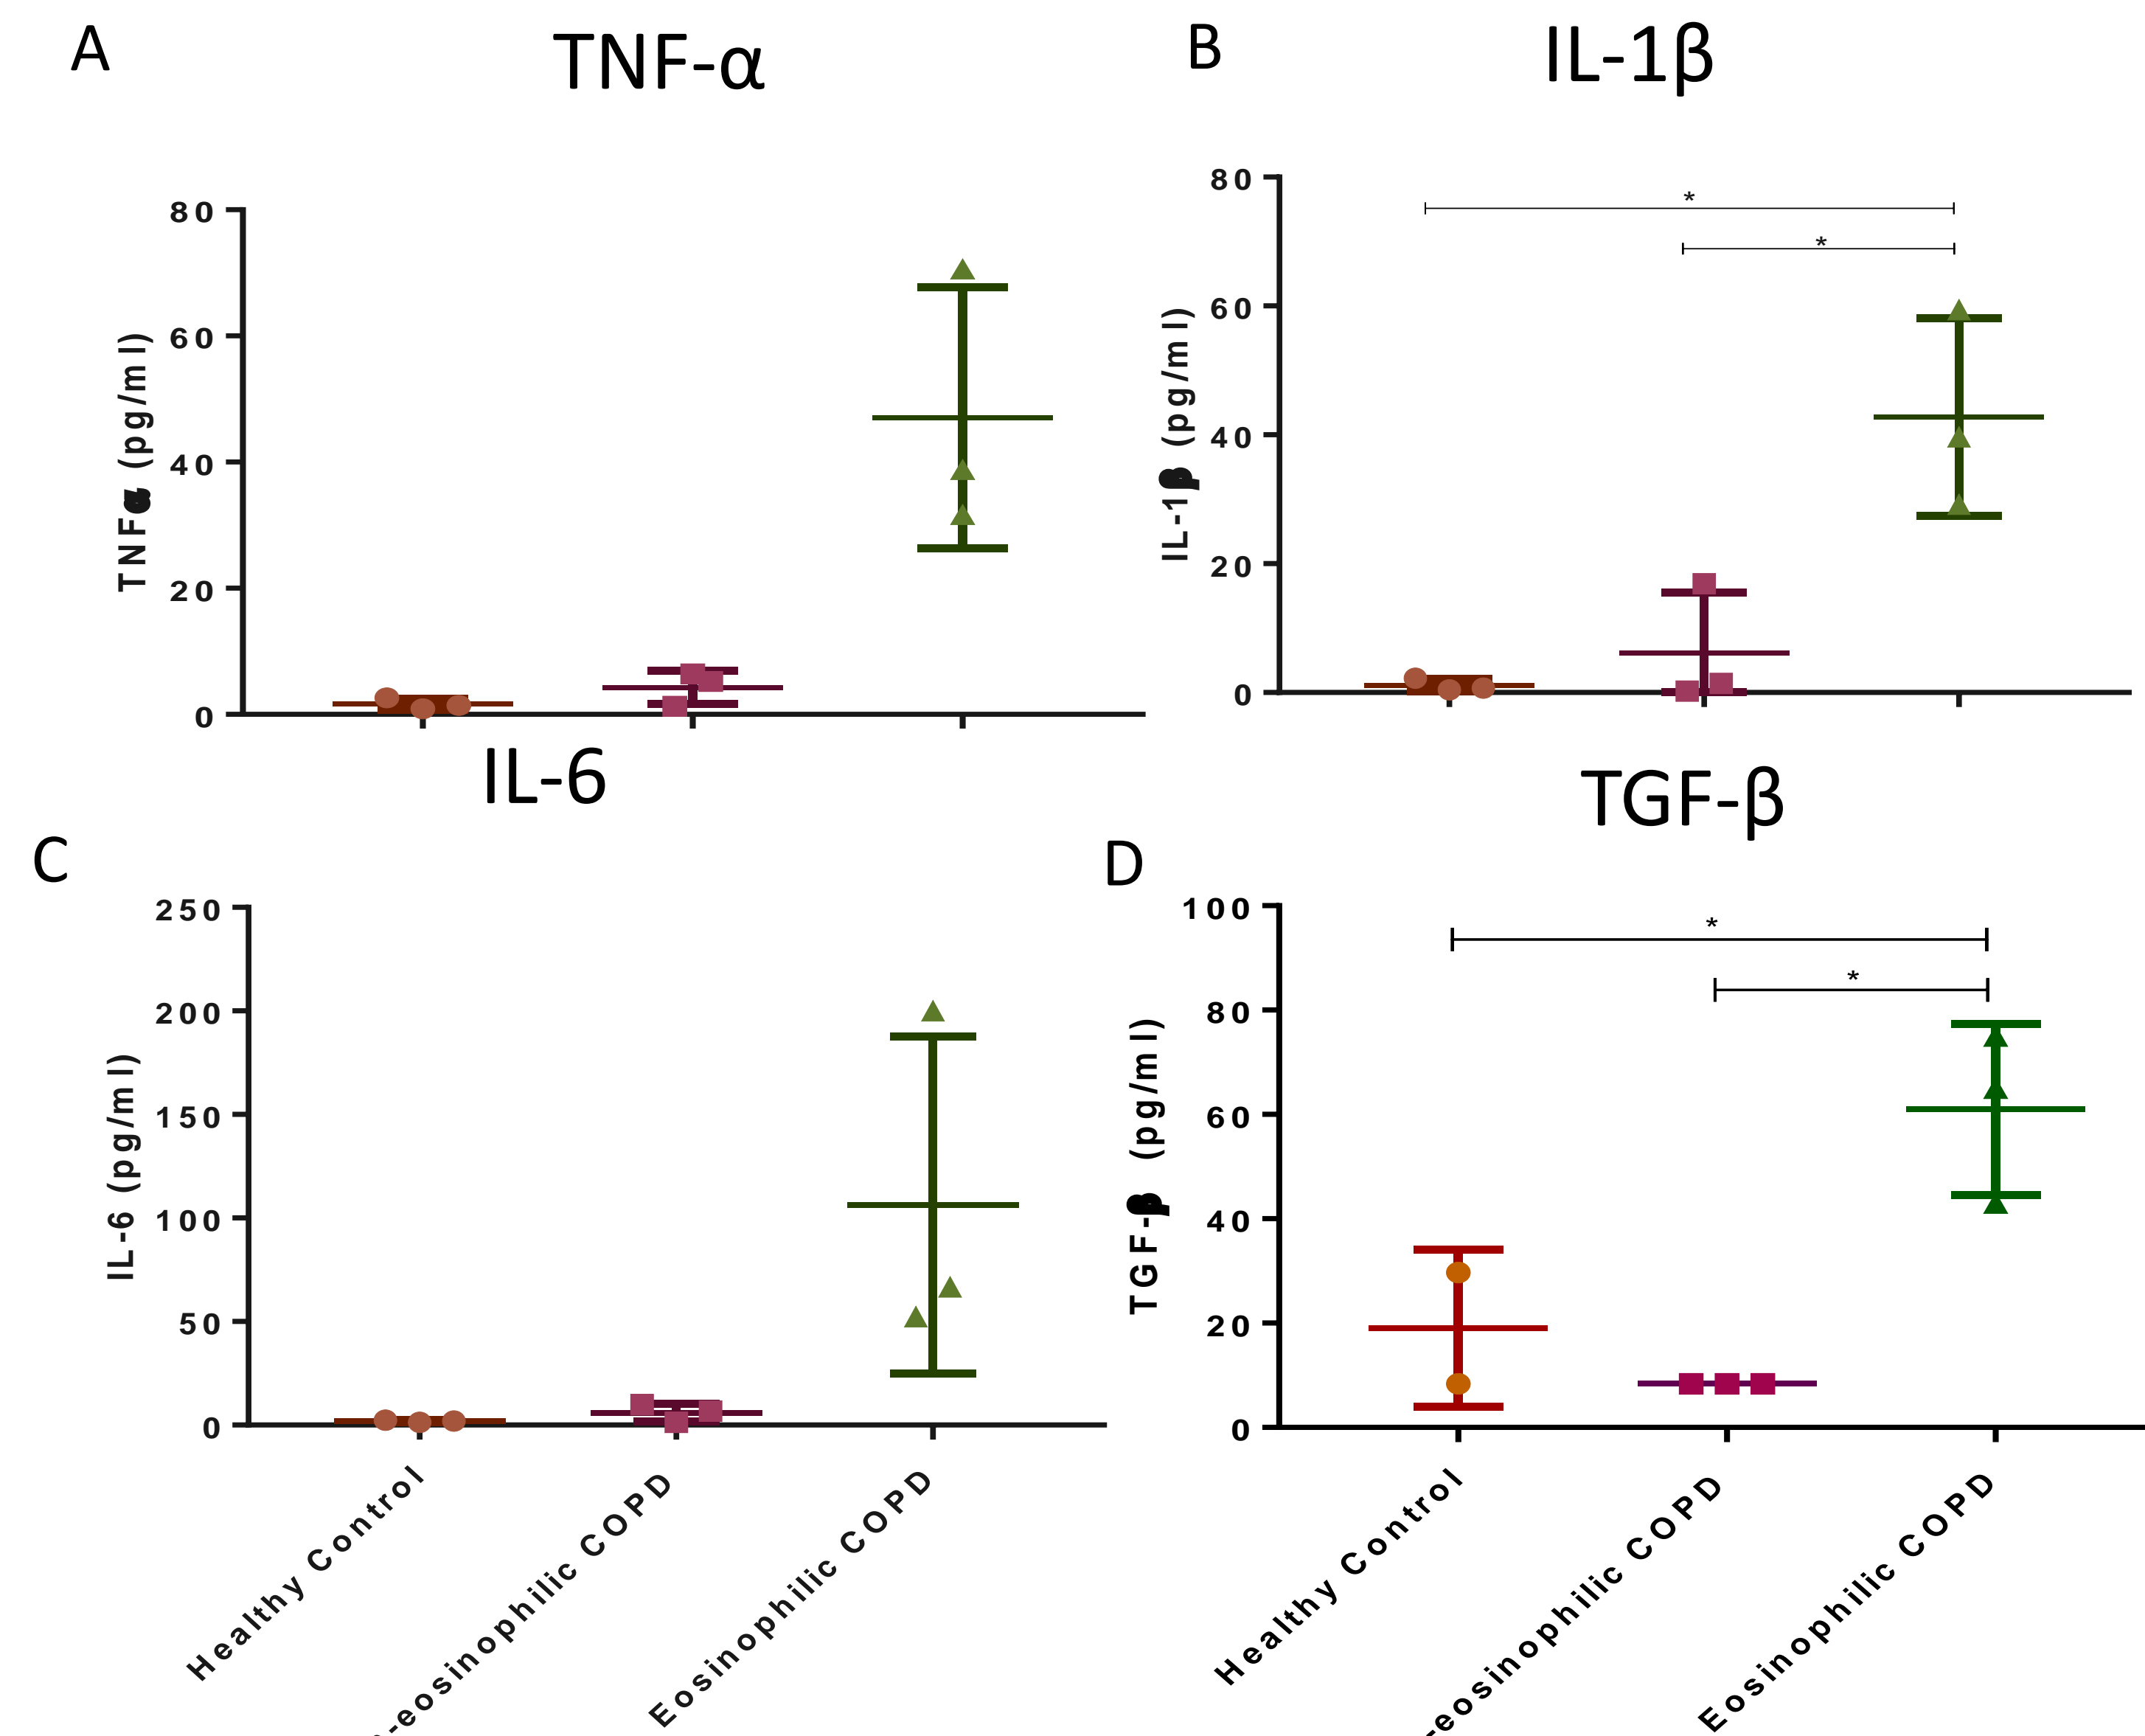 A
TNF-α
80
60
40
20
0
TNFα (pg/ml)
B
IL-1β
80
60
40
20
0
IL-1β (pg/ml)
*
*
C
IL-6
250
200
150
100
50
0
IL-6 (pg/ml)
Healthy Control
-eosinophilic COPD
Eosinophilic COPD
D
TGF-β
100
80
60
40
20
0
TGF-β (pg/ml)
*
*
Healthy Control
-eosinophilic COPD
Eosinophilic COPD